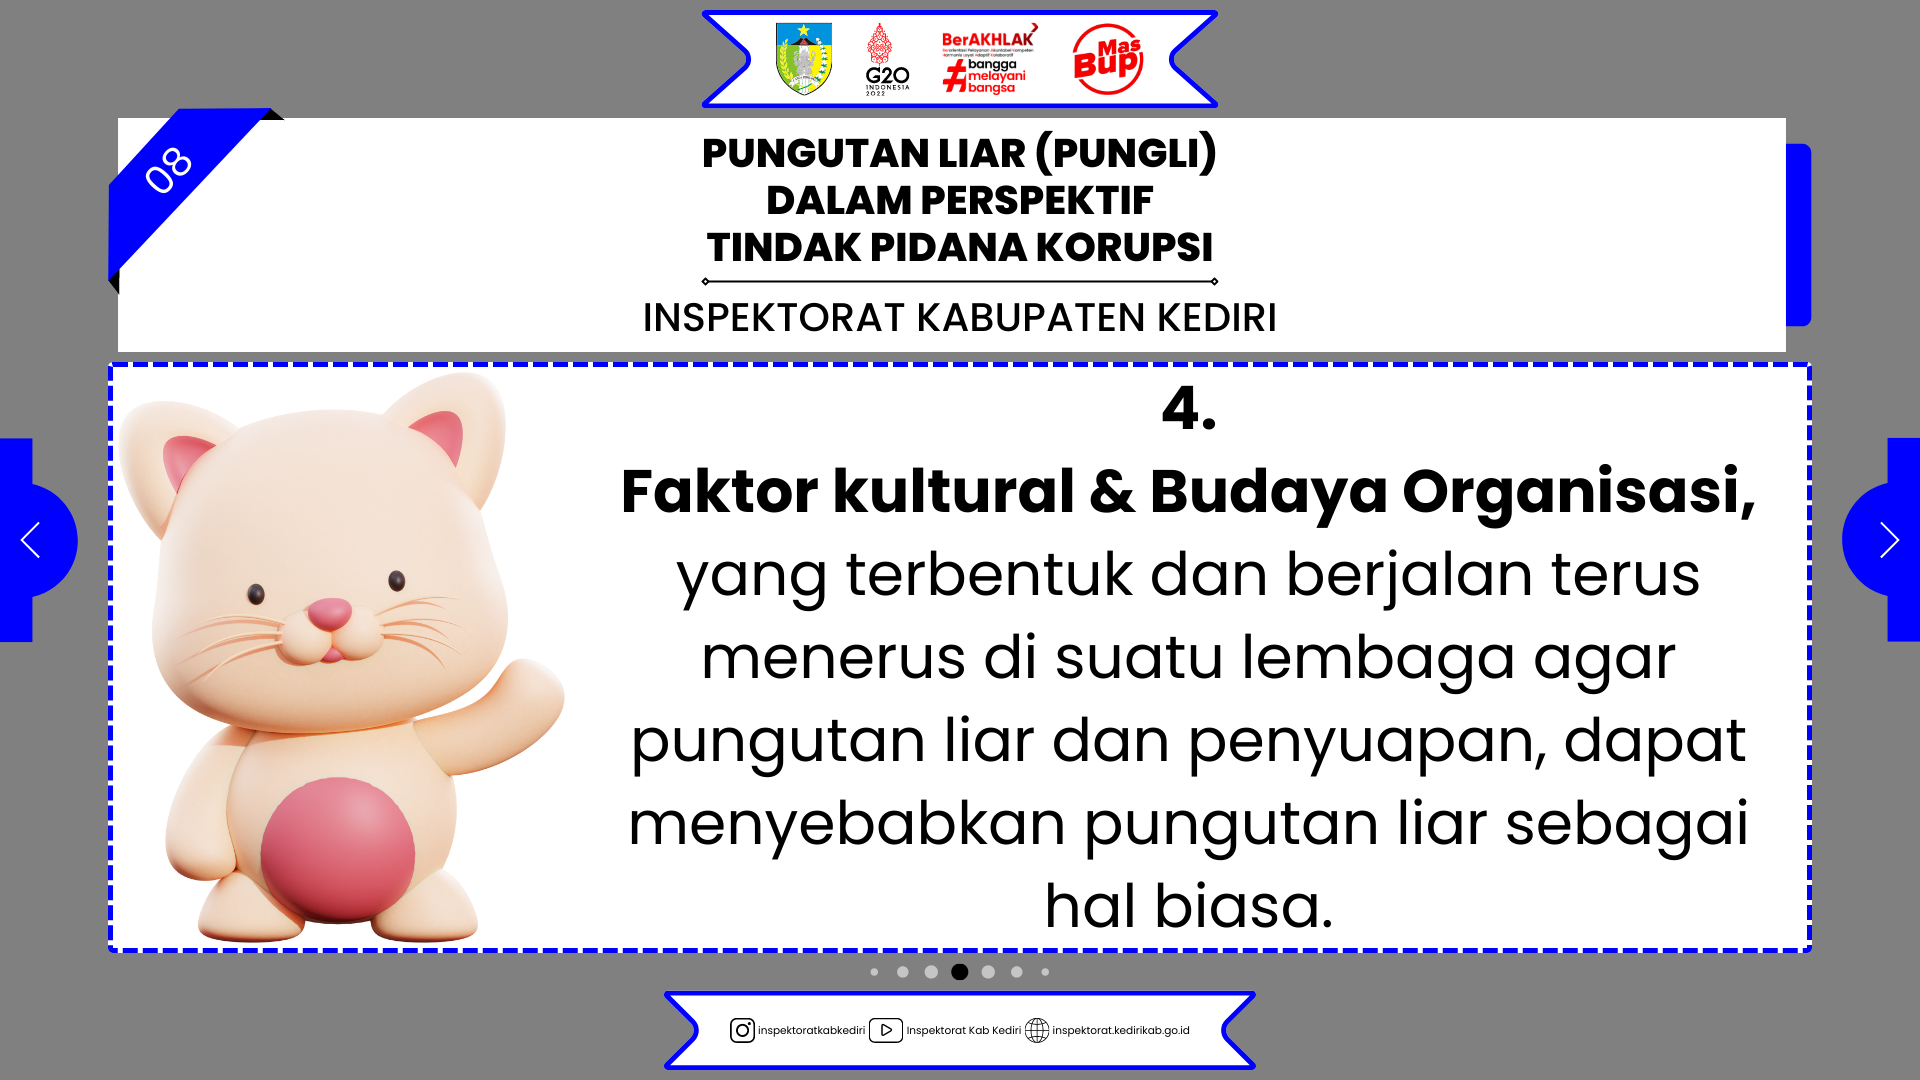 G20
INDONESIA
2022
BerAKHLAK
#bangga
melayani
bangsa
Mas
Bup
08
PUNGUTAN LIAR (PUNGLI)
DALAM PERSPEKTIF
TINDAK PIDANA KORUPSI
INSPEKTORAT KABUPATEN KEDIRI
4.
Faktor kultural & Budaya Organisasi,
yang terbentuk dan berjalan terus
menerus di suatu lembaga agar
pungutan liar dan penyuapan, dapat
menyebabkan pungutan liar sebagai
hal biasa.
inspektoratkabkediri Inspektorat Kab Kediri inspektorat.kedirikab.go.id